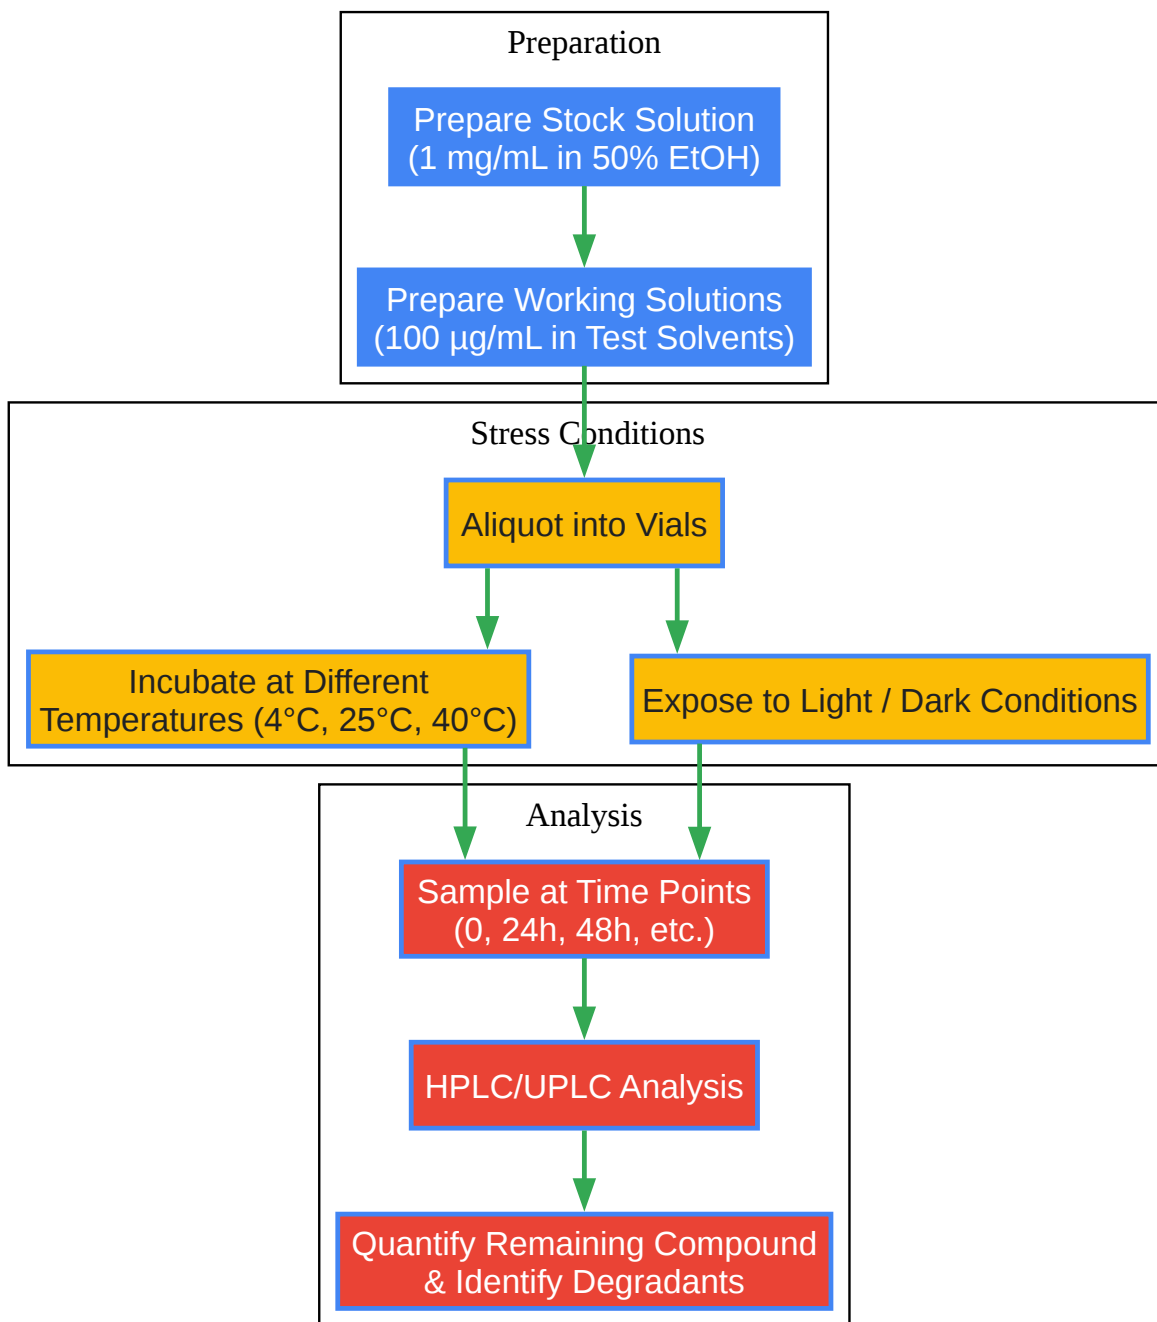 Preparation
Prepare Stock Solution
(1 mg/mL in 50% EtOH)
Prepare Working Solutions
(100 µg/mL in Test Solvents)
Stress Conditions
Aliquot into Vials
Incubate at Different
Temperatures (4°C, 25°C, 40°C)
Expose to Light / Dark Conditions
Analysis
Sample at Time Points
(0, 24h, 48h, etc.)
HPLC/UPLC Analysis
Quantify Remaining Compound
& Identify Degradants